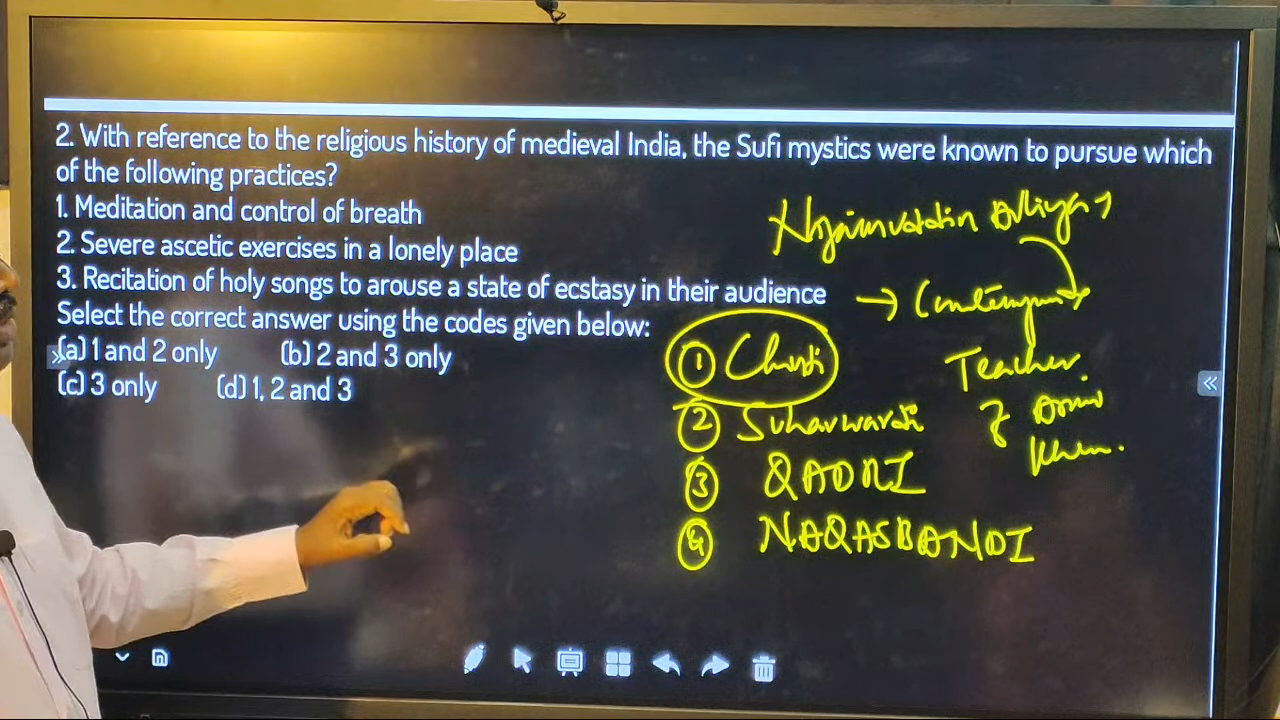 2. With reference to the religious history of medieval India, the Sufi mystics were known to pursue which
of the following practices?
1. Meditation and control of breath
2. Severe ascetic exercises in a lonely place
3. Recitation of holy songs to arouse a state of ecstasy in their audience
Select the correct answer using the codes given below:
(a) 1 and 2 only (b) 2 and 3 only
(c) 3 only (d) 1, 2 and 3
① 
Teacher
② Suharwardi
③ QADRI
④ NAQASBANDI